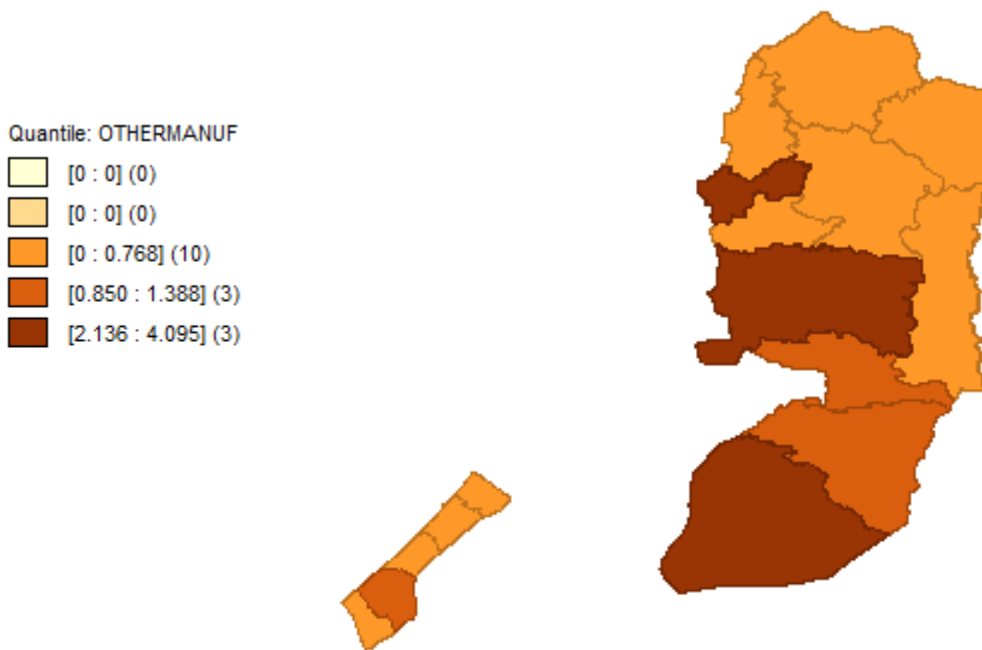 Quantile: OTHERMANUF
[0 : 0] (0)
[0 : 0] (0)
[0 : 0.768] (10)
[0.850 : 1.388] (3)
[2.136 : 4.095] (3)